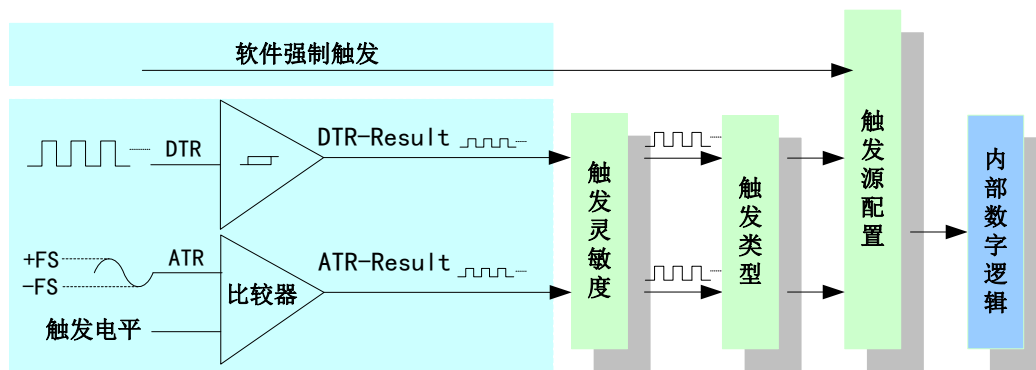 软件强制触发
DTR
DTR-Result
+FS
-FS
ATR
ATR-Result
比较器
触发电平
触发灵敏度
触发类型
触发源配置
内部数字逻辑